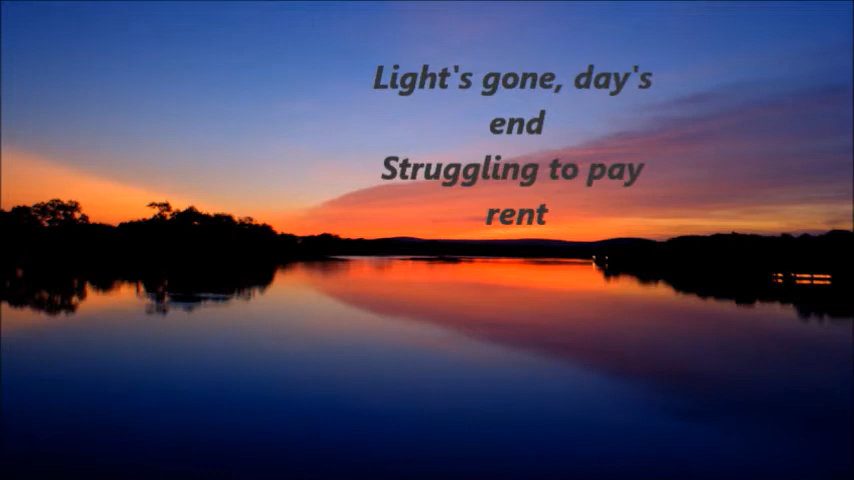 Light's gone, day's
end
Struggling to pay
rent